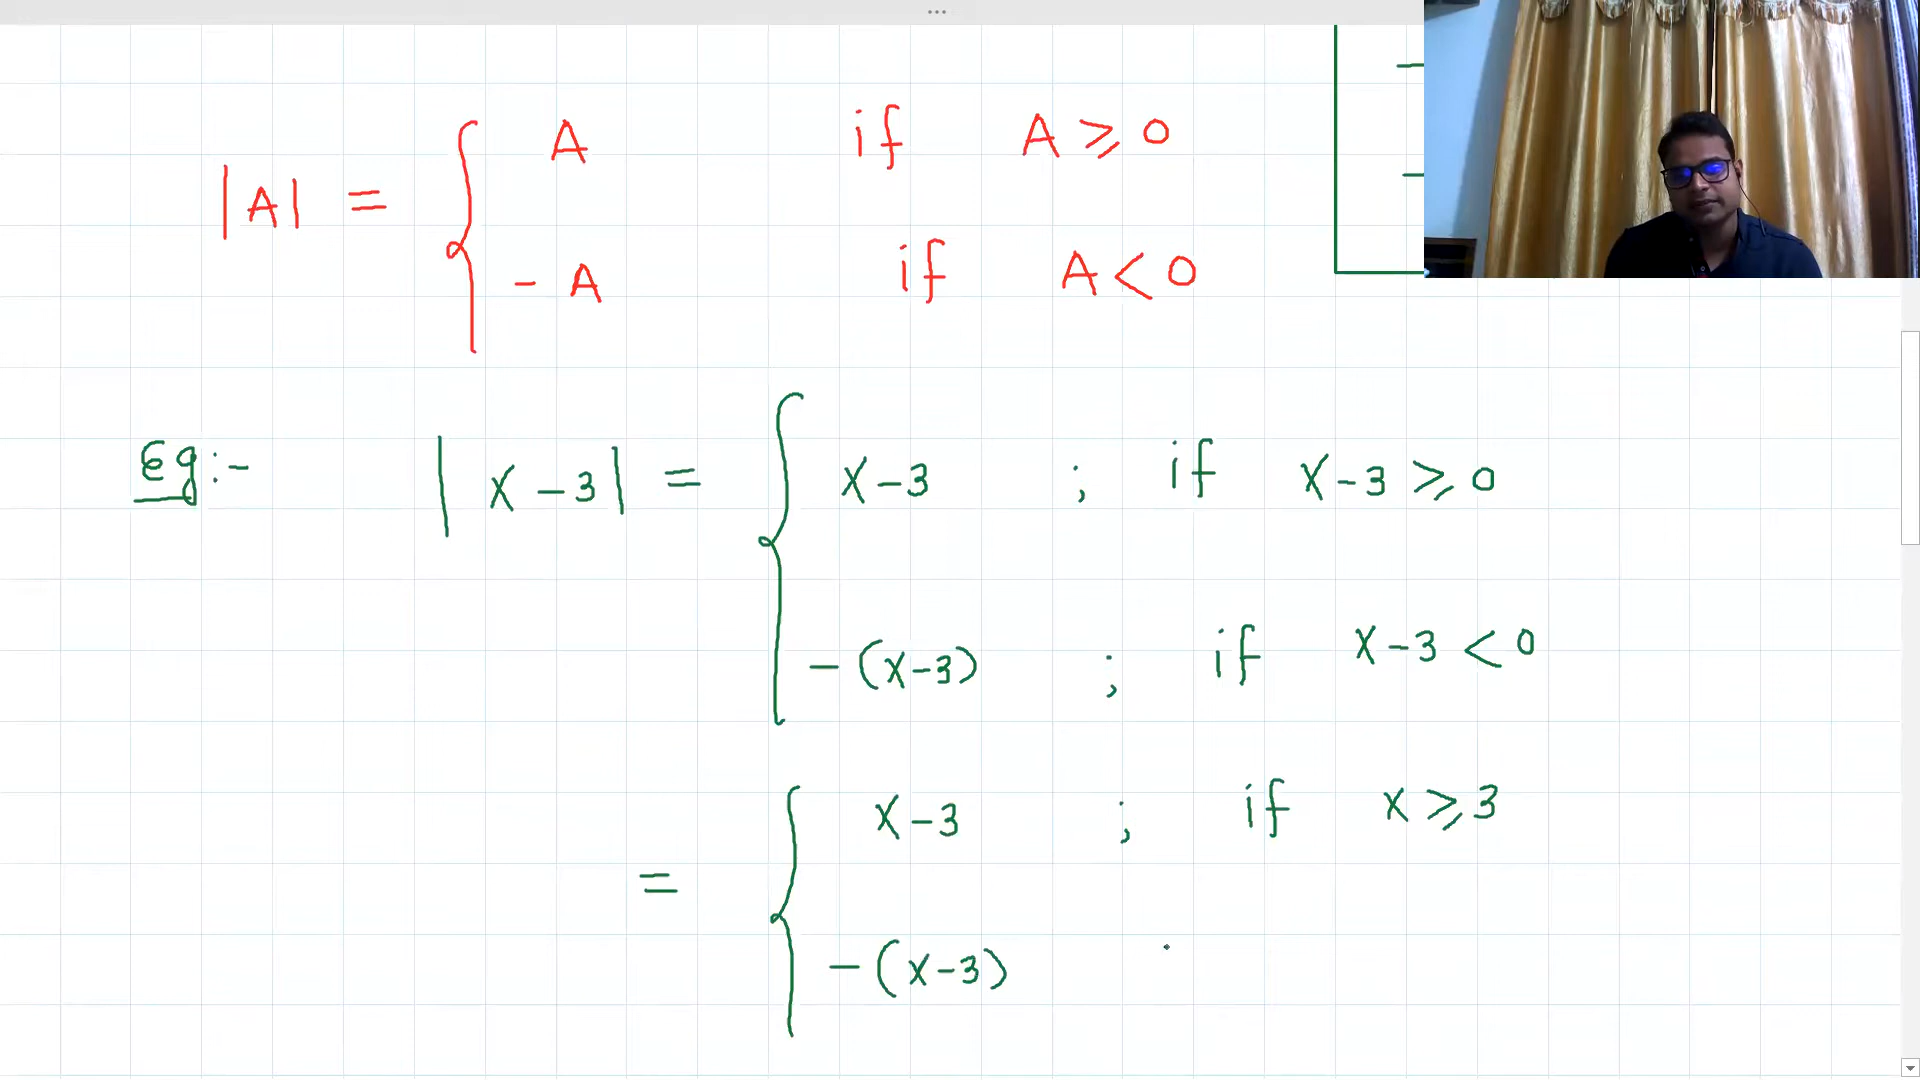 A if A ⩾ 0
|A| =
- A if A < 0
Eg:- | x - 3 | = x - 3 ; if x - 3 ⩾ 0
- (x - 3) ; if x - 3 < 0
x - 3 ; if x ⩾ 3
=
- (x - 3)